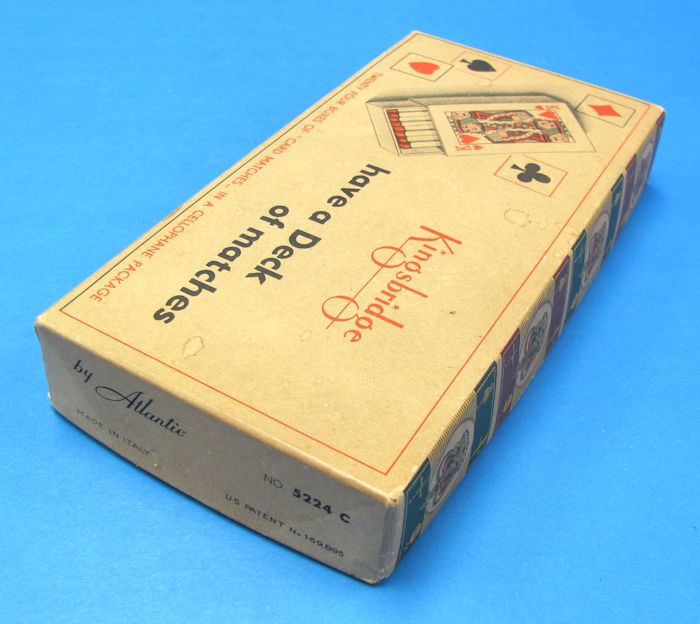 Kingsbridge
have a Deck
of matches
TWENTY FOUR BOXES OF „CARD MATCHES„ IN A CELLOPHANE PACKAGE
by Atlantic
MADE IN ITALY
NO. 5224 C
US PATENT N. 169,895